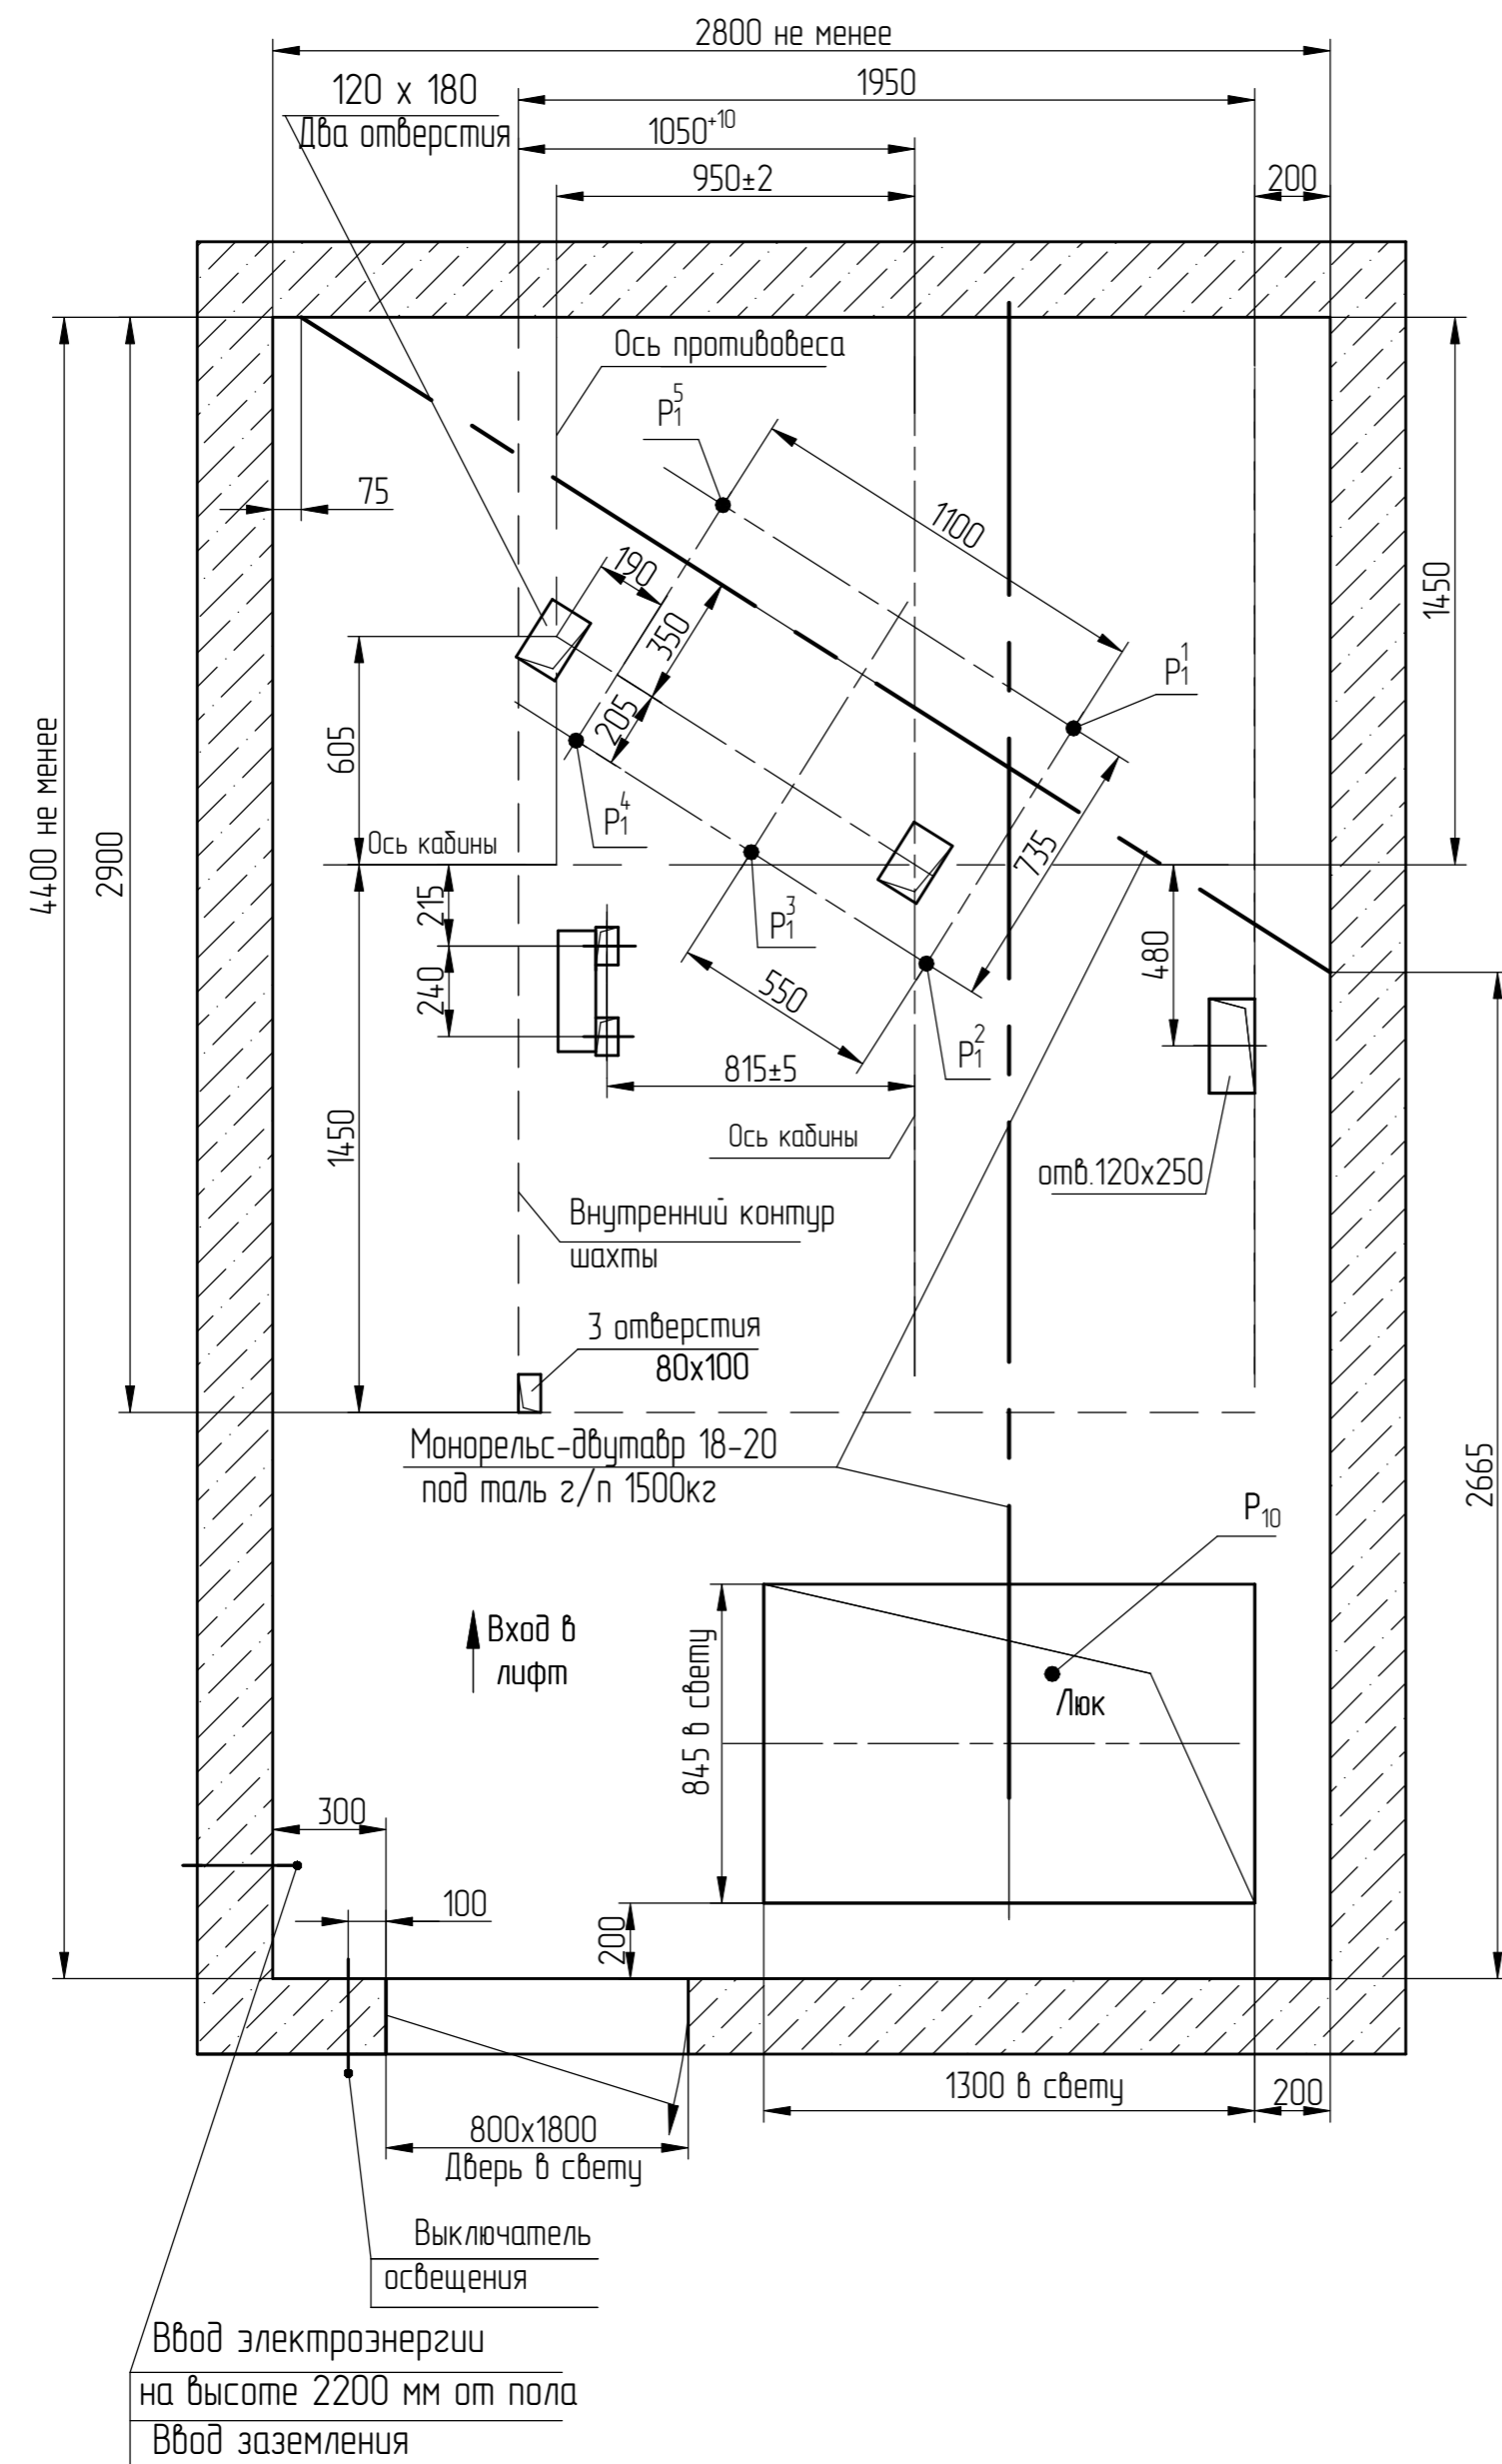 2800 не менее
1950
120 x 180
Два отверстия
1050⁺¹⁰
950±2
200
Ось противовеса
P₁⁵
75
1100
190
350
1450
P₁¹
205
605
4400 не менее
2900
P₁⁴
Ось кабины
735
215
P₁³
480
240
550
P₁²
815±5
Ось кабины
1450
отв.120х250
Внутренний контур
шахты
3 отверстия
80х100
Монорельс-двутавр 18-20
под таль г/п 1500кг
2665
P₁₀
Вход в
лифт
845 в свету
Люк
300
100
200
1300 в свету
200
800х1800
Дверь в свету
Выключатель
освещения
Ввод электроэнергии
на высоте 2200 мм от пола
Ввод заземления